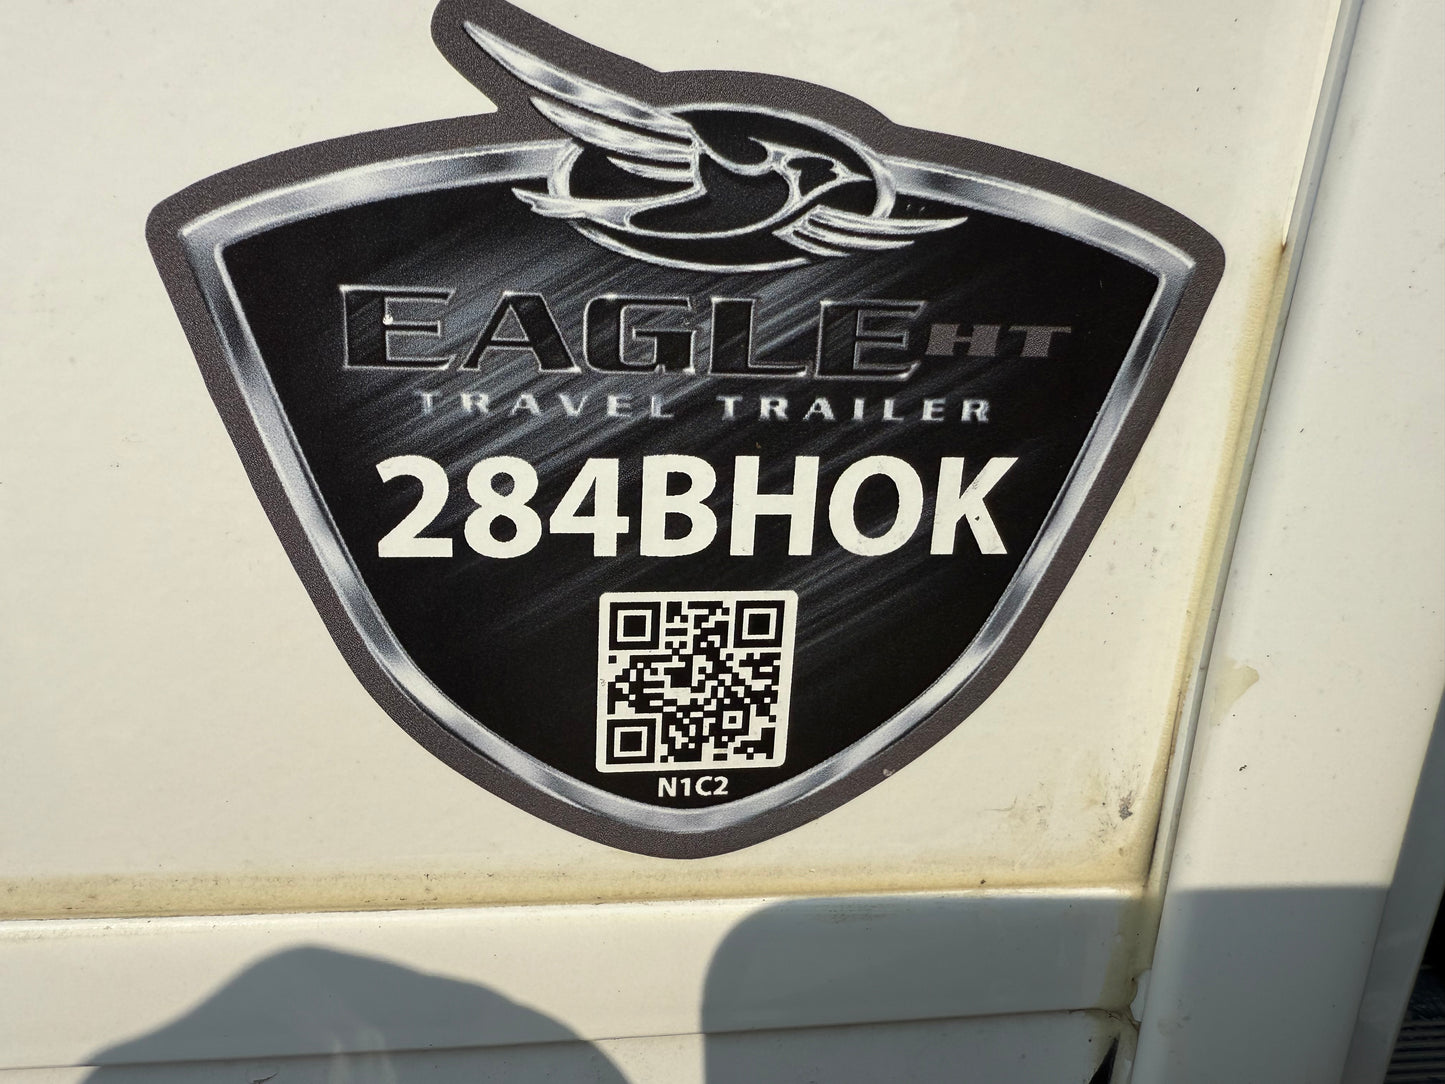 EAGLE HT
TRAVEL TRAILER
284BHOK
N1C2